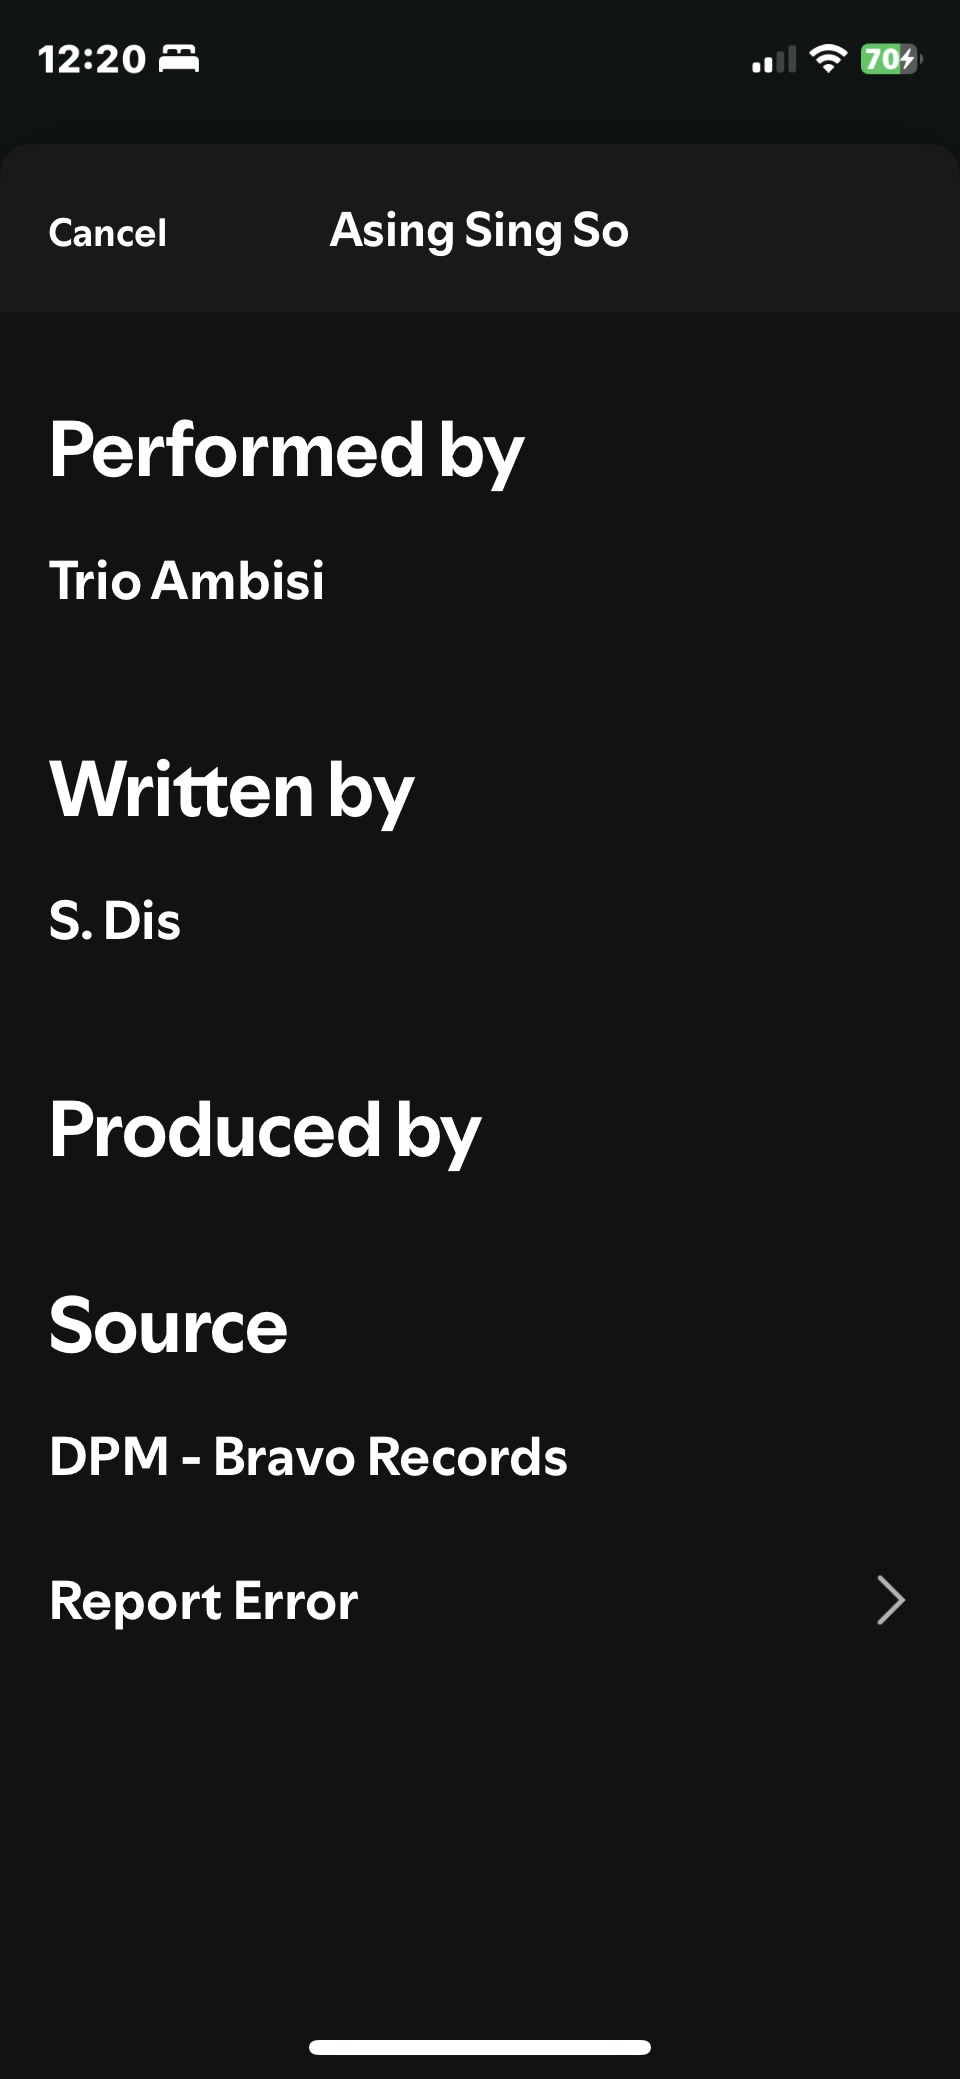 12:20
70
Cancel
Asing Sing So
Performed by
Trio Ambisi
Written by
S. Dis
Produced by
Source
DPM - Bravo Records
Report Error